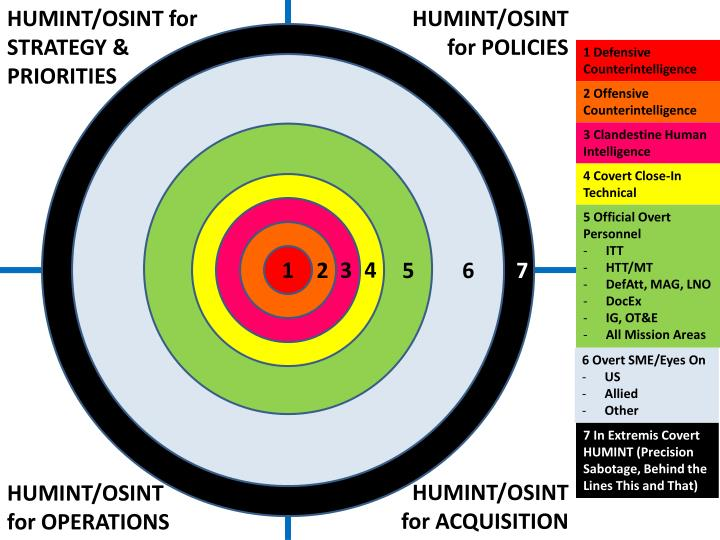 HUMINT/OSINT for
STRATEGY &
PRIORITIES
HUMINT/OSINT
for POLICIES
1 2 3 4 5 6 7
HUMINT/OSINT
for OPERATIONS
HUMINT/OSINT
for ACQUISITION
1 Defensive
Counterintelligence
2 Offensive
Counterintelligence
3 Clandestine Human
Intelligence
4 Covert Close-In
Technical
5 Official Overt
Personnel
- ITT
- HTT/MT
- DefAtt, MAG, LNO
- DocEx
- IG, OT&E
- All Mission Areas
6 Overt SME/Eyes On
- US
- Allied
- Other
7 In Extremis Covert
HUMINT (Precision
Sabotage, Behind the
Lines This and That)